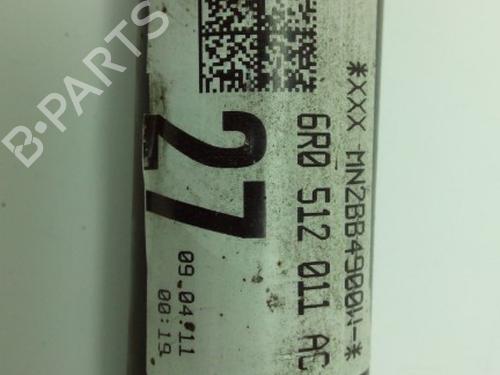 *XXX MN2BB4900W-*
6R0 512 011 AC
27
09.04.11
00:19
B-PARTS